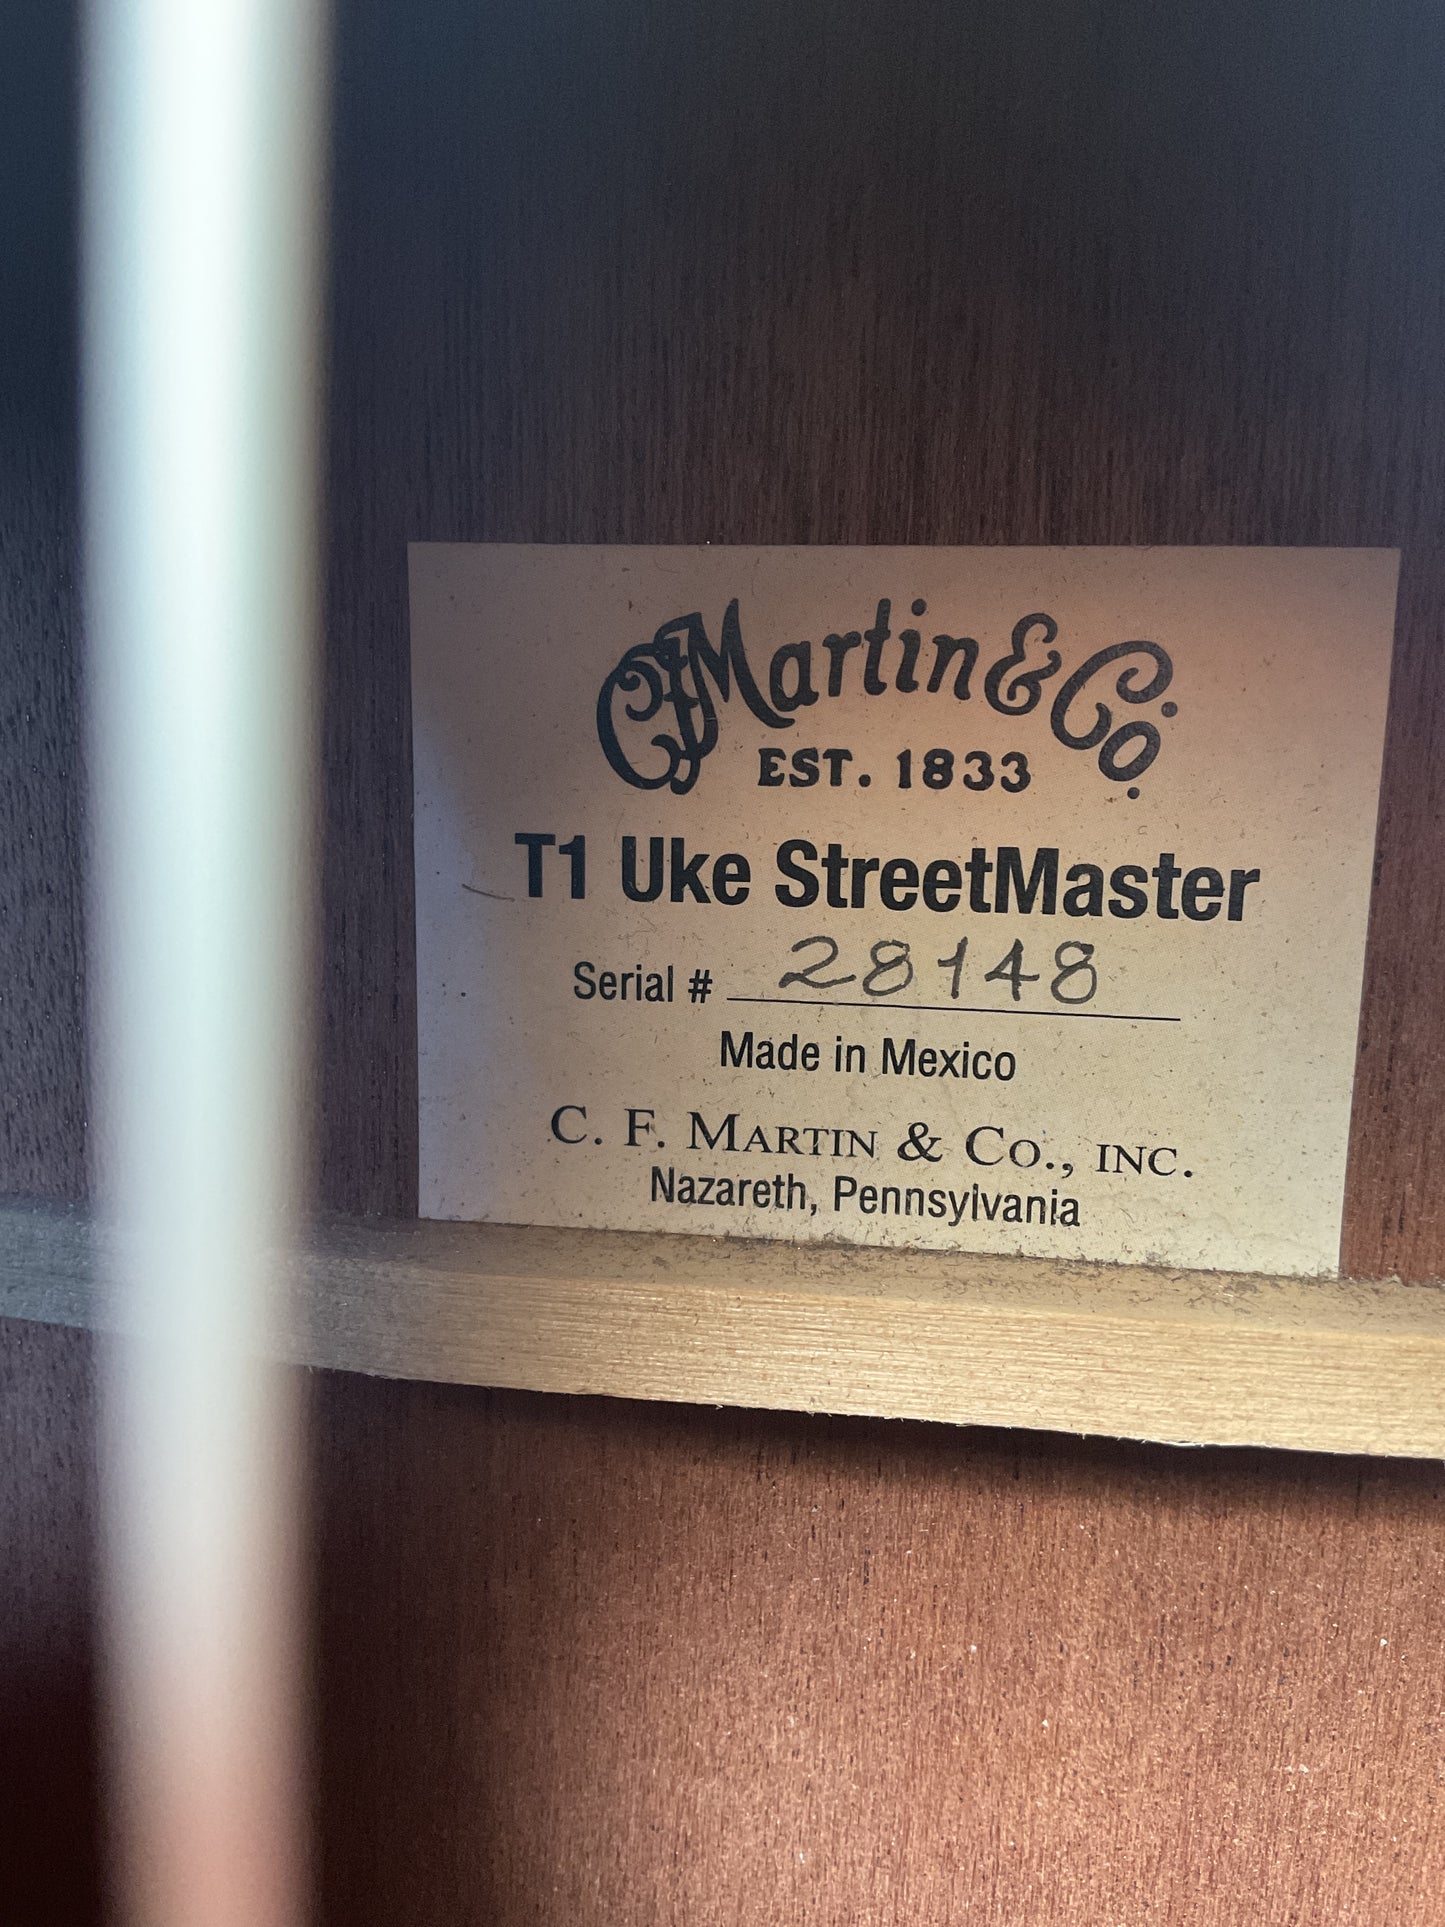 CFMartin & Co.
EST. 1833
T1 Uke StreetMaster
Serial # 28148
Made in Mexico
C. F. MARTIN & CO., INC.
Nazareth, Pennsylvania